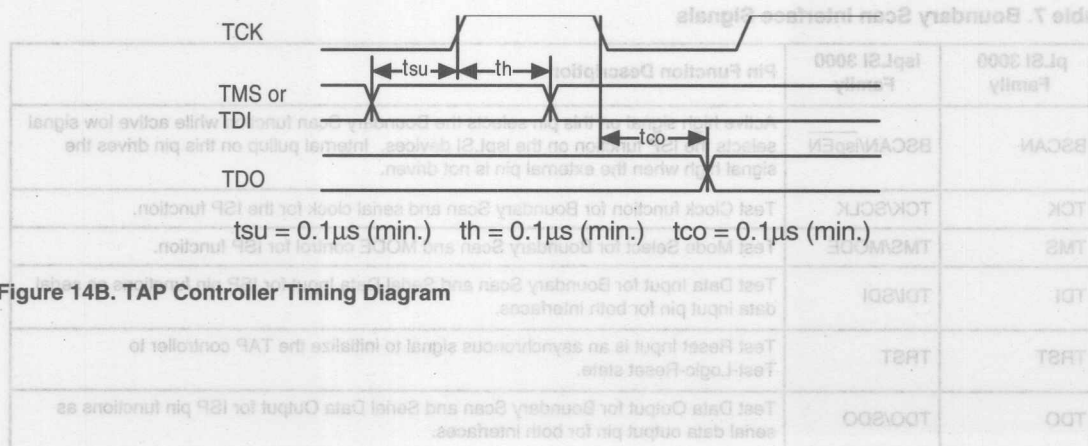 TCK
tsu th
TMS or
TDI
tco
TDO
tsu = 0.1μs (min.) th = 0.1μs (min.) tco = 0.1μs (min.)
Figure 14B. TAP Controller Timing Diagram
ble 7. Boundary Scan Interface Signals
pLSI 3000 Family
ispLSI 3000 Family
Pin Function Description
BSCAN
BSCAN/ispEN
Active high signal on this pin selects the Boundary Scan function while active low signal
selects the ISP function on the ispLSI devices. Internal pullup on this pin drives the
signal high when the external pin is not driven.
TCK
TCK/SCLK
Test Clock function for Boundary Scan and serial clock for the ISP function.
TMS
TMS/MODE
Test Mode Select for Boundary Scan and MODE control for ISP function.
TDI
TDI/SDI
Test Data Input for Boundary Scan and Serial Data Input for ISP pin functions as serial
data input pin for both interfaces.
TRST
TRST
Test Reset Input is an asynchronous signal to initialize the TAP controller to
Test-Logic-Reset state.
TDO
TDO/SDO
Test Data Output for Boundary Scan and Serial Data Output for ISP pin functions as
serial data output pin for both interfaces.